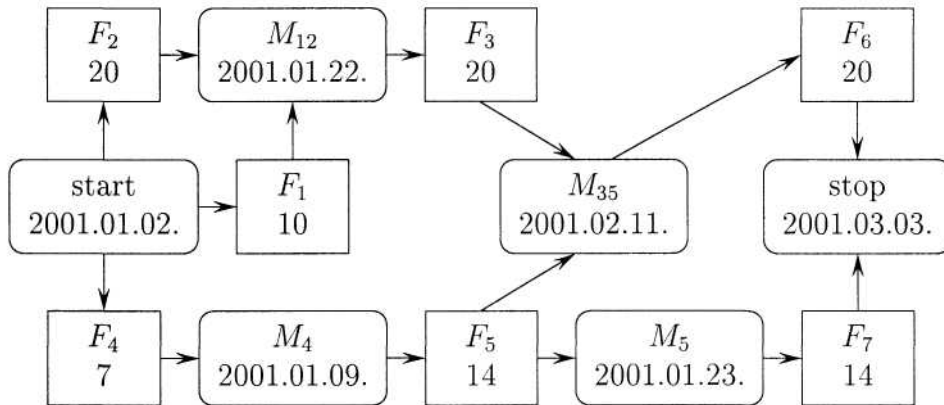 F₂
20
M₁₂
2001.01.22.
F₃
20
F₆
20
start
2001.01.02.
F₁
10
M₃₅
2001.02.11.
stop
2001.03.03.
F₄
7
M₄
2001.01.09.
F₅
14
M₅
2001.01.23.
F₇
14